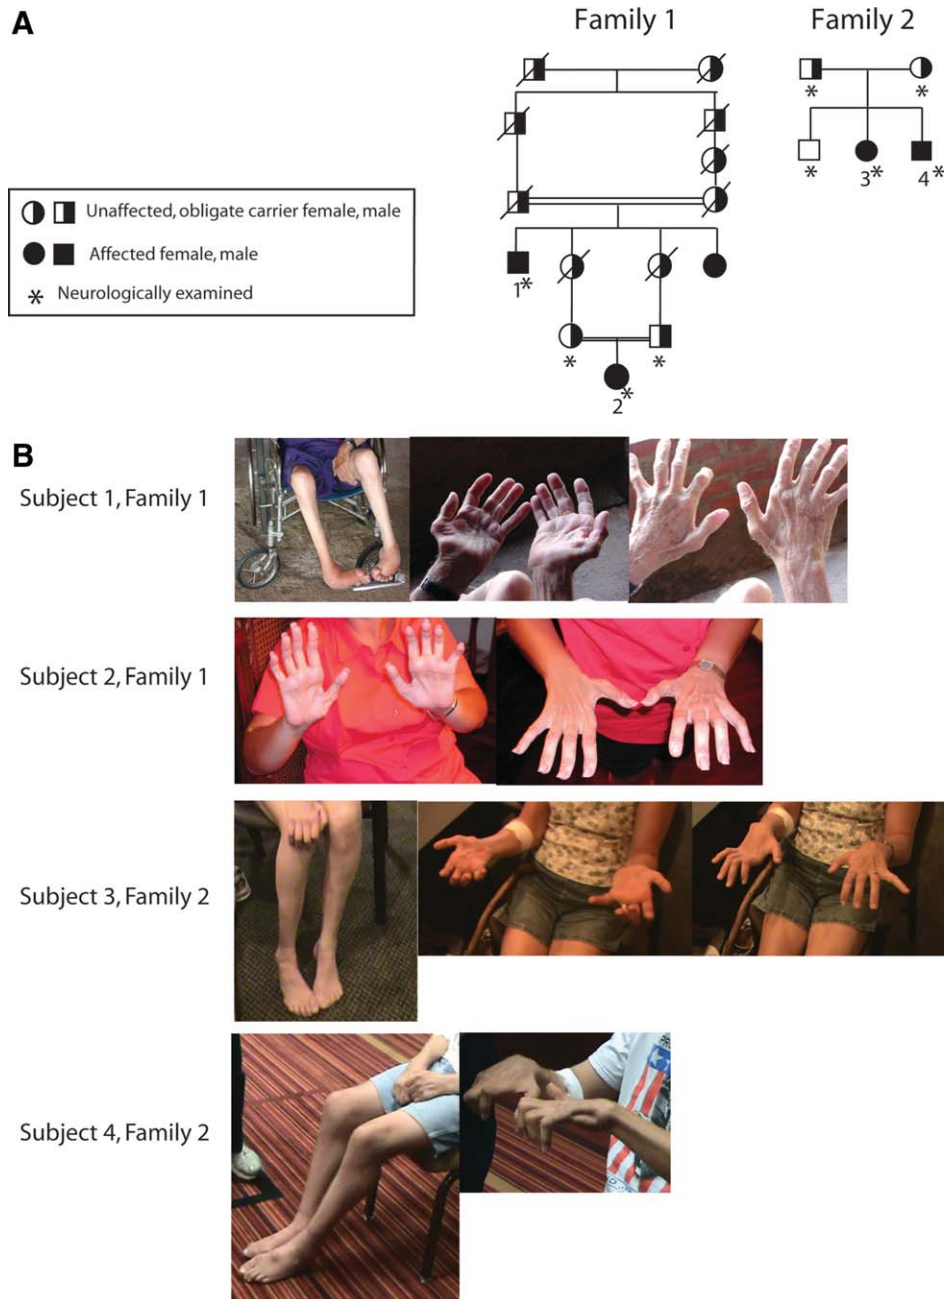 A
Family 1
Family 2
*
*
Unaffected, obligate carrier female, male
Affected female, male
* Neurologically examined
*
3*
4*
1*
*
*
2*
B
Subject 1, Family 1
Subject 2, Family 1
Subject 3, Family 2
Subject 4, Family 2